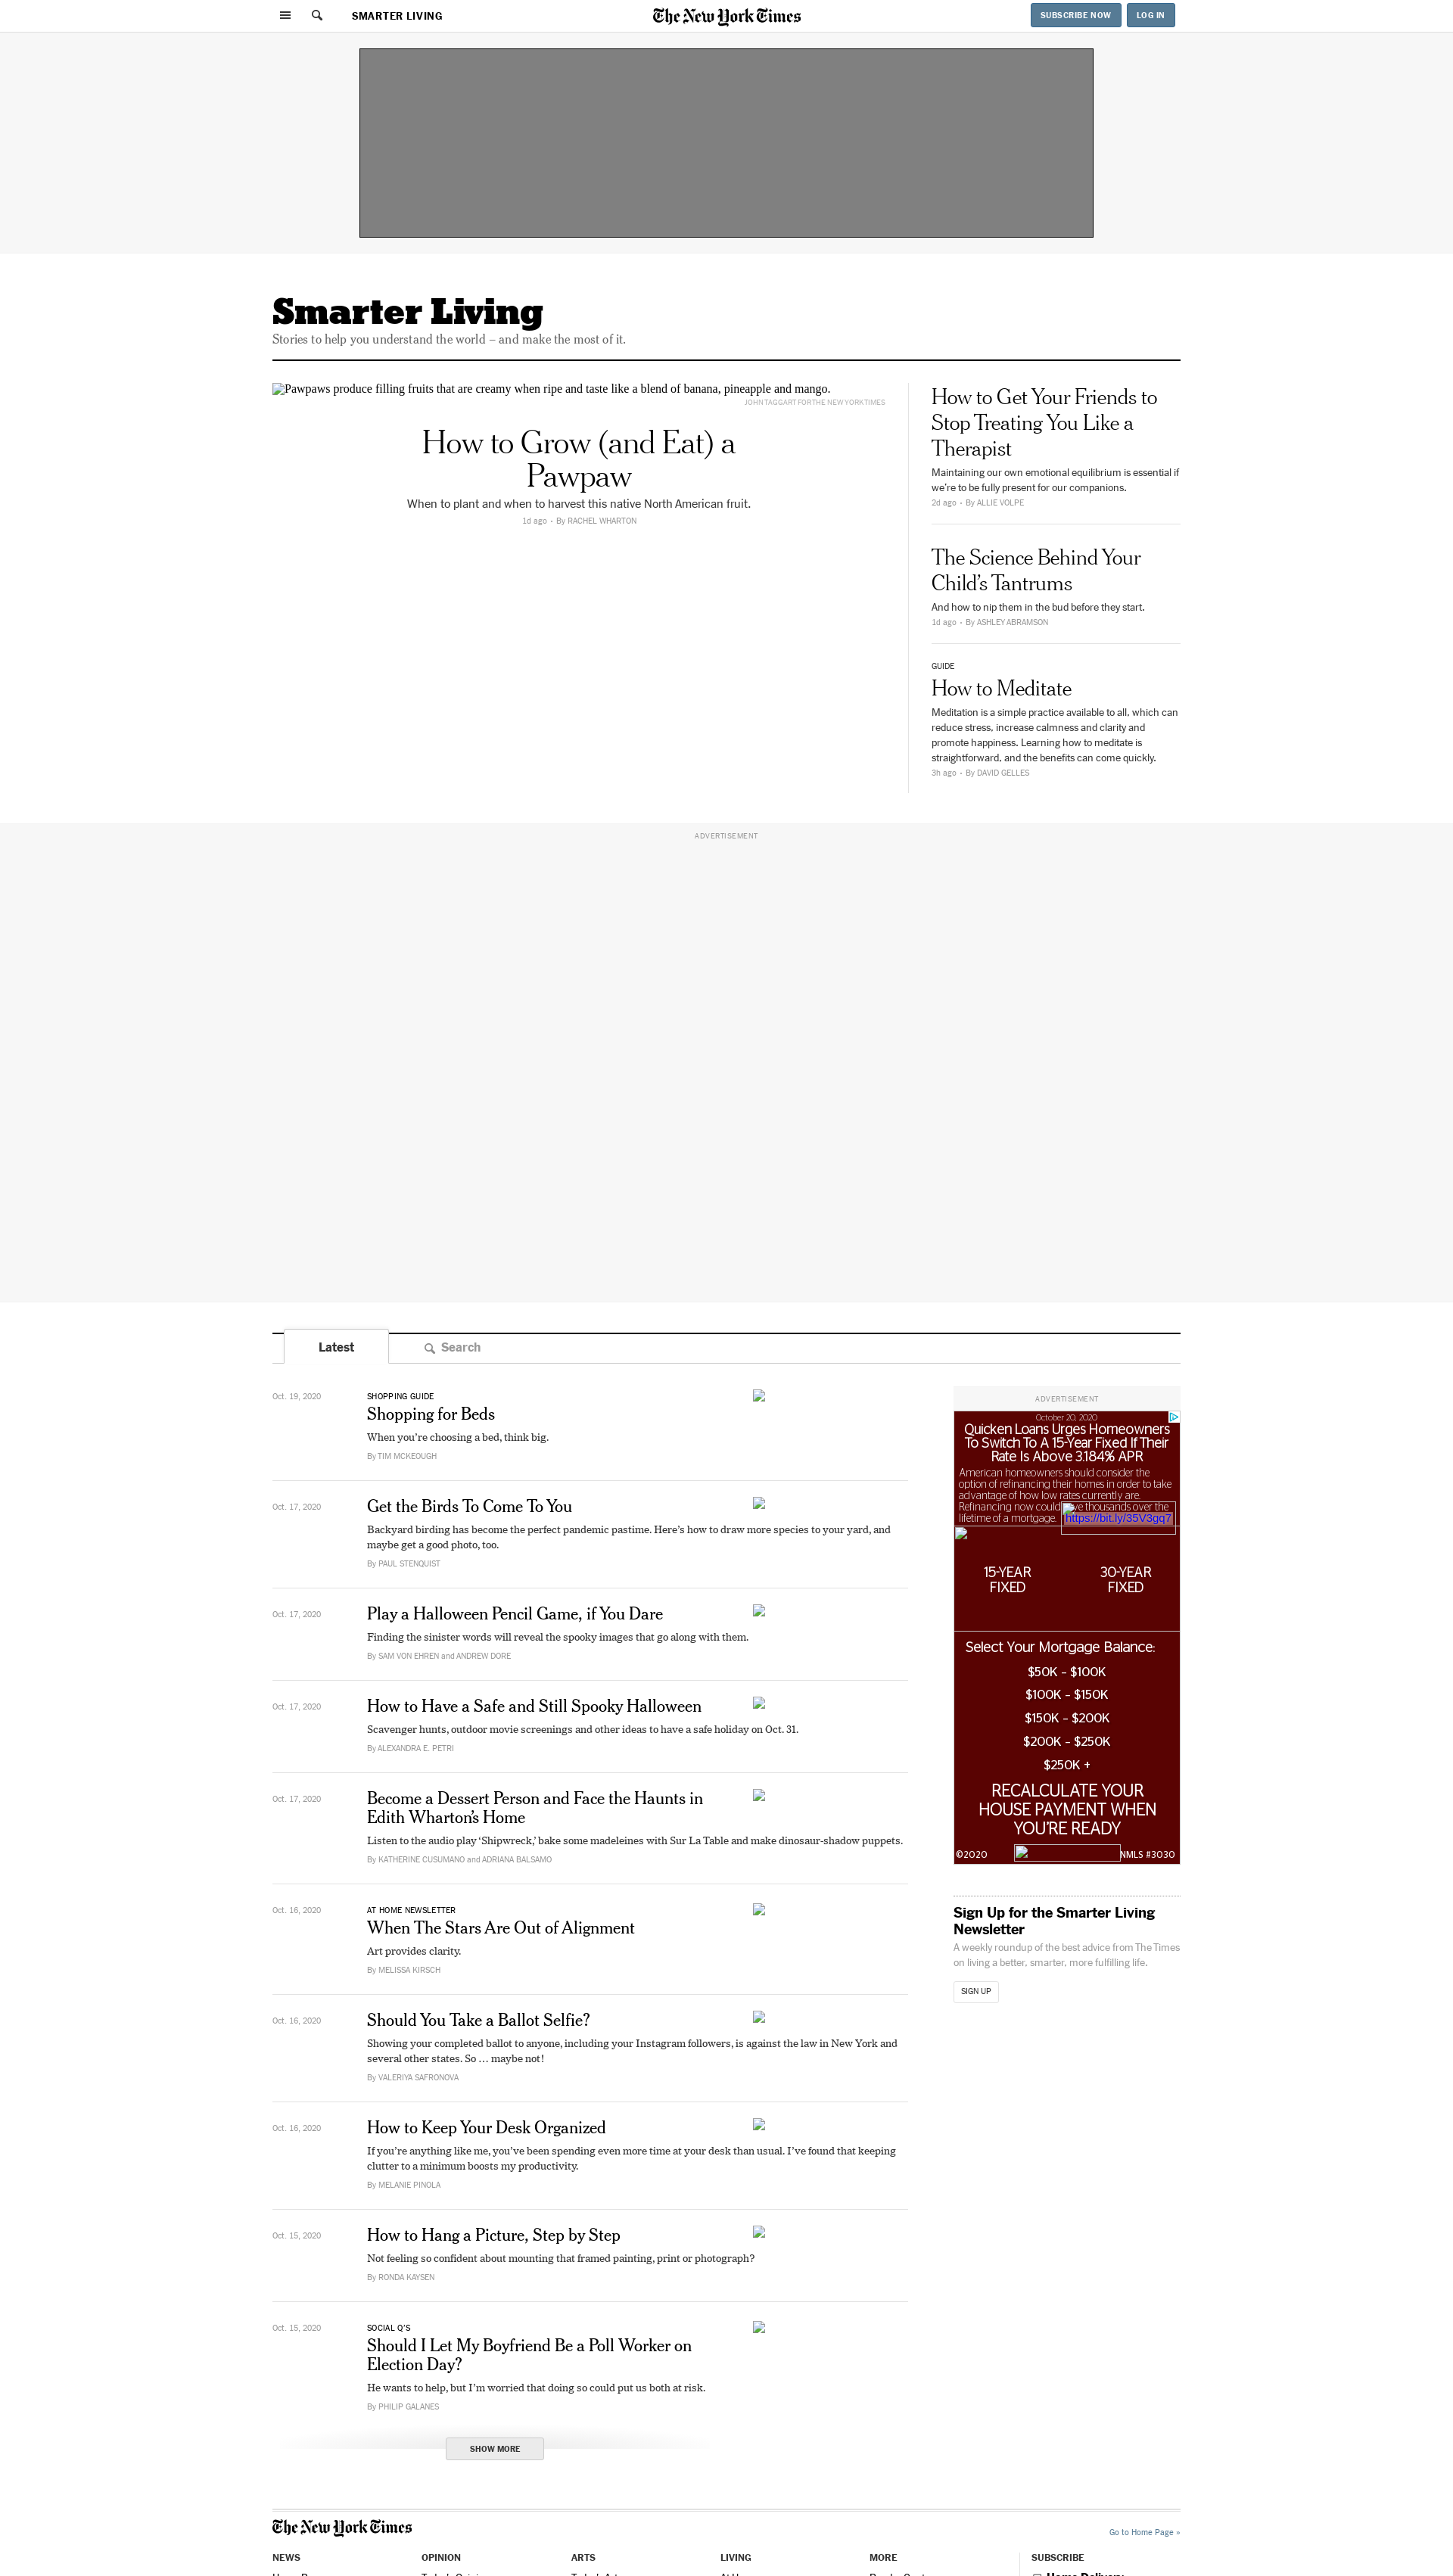 SMARTER LIVING
The New York Times
SUBSCRIBE NOW
LOG IN
Smarter Living
Stories to help you understand the world – and make the most of it.
Pawpaws produce filling fruits that are creamy when ripe and taste like a blend of banana, pineapple and mango.
JOHN TAGGART FOR THE NEW YORK TIMES
How to Grow (and Eat) a
Pawpaw
When to plant and when to harvest this native North American fruit.
1d ago • By RACHEL WHARTON
How to Get Your Friends to
Stop Treating You Like a
Therapist
Maintaining our own emotional equilibrium is essential if
we’re to be fully present for our companions.
2d ago • By ALLIE VOLPE
The Science Behind Your
Child’s Tantrums
And how to nip them in the bud before they start.
1d ago • By ASHLEY ABRAMSON
GUIDE
How to Meditate
Meditation is a simple practice available to all, which can
reduce stress, increase calmness and clarity and
promote happiness. Learning how to meditate is
straightforward, and the benefits can come quickly.
3h ago • By DAVID GELLES
ADVERTISEMENT
Latest
Search
Oct. 19, 2020
SHOPPING GUIDE
Shopping for Beds
When you’re choosing a bed, think big.
By TIM MCKEOUGH
Oct. 17, 2020
Get the Birds To Come To You
Backyard birding has become the perfect pandemic pastime. Here’s how to draw more species to your yard, and
maybe get a good photo, too.
By PAUL STENQUIST
Oct. 17, 2020
Play a Halloween Pencil Game, if You Dare
Finding the sinister words will reveal the spooky images that go along with them.
By SAM VON EHREN and ANDREW DORE
Oct. 17, 2020
How to Have a Safe and Still Spooky Halloween
Scavenger hunts, outdoor movie screenings and other ideas to have a safe holiday on Oct. 31.
By ALEXANDRA E. PETRI
Oct. 17, 2020
Become a Dessert Person and Face the Haunts in
Edith Wharton’s Home
Listen to the audio play ‘Shipwreck,’ bake some madeleines with Sur La Table and make dinosaur-shadow puppets.
By KATHERINE CUSUMANO and ADRIANA BALSAMO
Oct. 16, 2020
AT HOME NEWSLETTER
When The Stars Are Out of Alignment
Art provides clarity.
By MELISSA KIRSCH
Oct. 16, 2020
Should You Take a Ballot Selfie?
Showing your completed ballot to anyone, including your Instagram followers, is against the law in New York and
several other states. So … maybe not!
By VALERIYA SAFRONOVA
Oct. 16, 2020
How to Keep Your Desk Organized
If you’re anything like me, you’ve been spending even more time at your desk than usual. I’ve found that keeping
clutter to a minimum boosts my productivity.
By MELANIE PINOLA
Oct. 15, 2020
How to Hang a Picture, Step by Step
Not feeling so confident about mounting that framed painting, print or photograph?
By RONDA KAYSEN
Oct. 15, 2020
SOCIAL Q’S
Should I Let My Boyfriend Be a Poll Worker on
Election Day?
He wants to help, but I’m worried that doing so could put us both at risk.
By PHILIP GALANES
SHOW MORE
ADVERTISEMENT
October 20, 2020
Quicken Loans Urges Homeowners
To Switch To A 15-Year Fixed If Their
Rate Is Above 3.184% APR
American homeowners should consider the
option of refinancing their homes in order to take
advantage of how low rates currently are.
Refinancing now could ve thousands over the
lifetime of a mortgage.
https://bit.ly/35V3gq7
15-YEAR
FIXED
30-YEAR
FIXED
Select Your Mortgage Balance:
$50K - $100K
$100K - $150K
$150K - $200K
$200K - $250K
$250K +
RECALCULATE YOUR
HOUSE PAYMENT WHEN
YOU’RE READY
©2020
NMLS #3030
Sign Up for the Smarter Living
Newsletter
A weekly roundup of the best advice from The Times
on living a better, smarter, more fulfilling life.
SIGN UP
The New York Times
Go to Home Page »
NEWS
OPINION
ARTS
LIVING
MORE
SUBSCRIBE